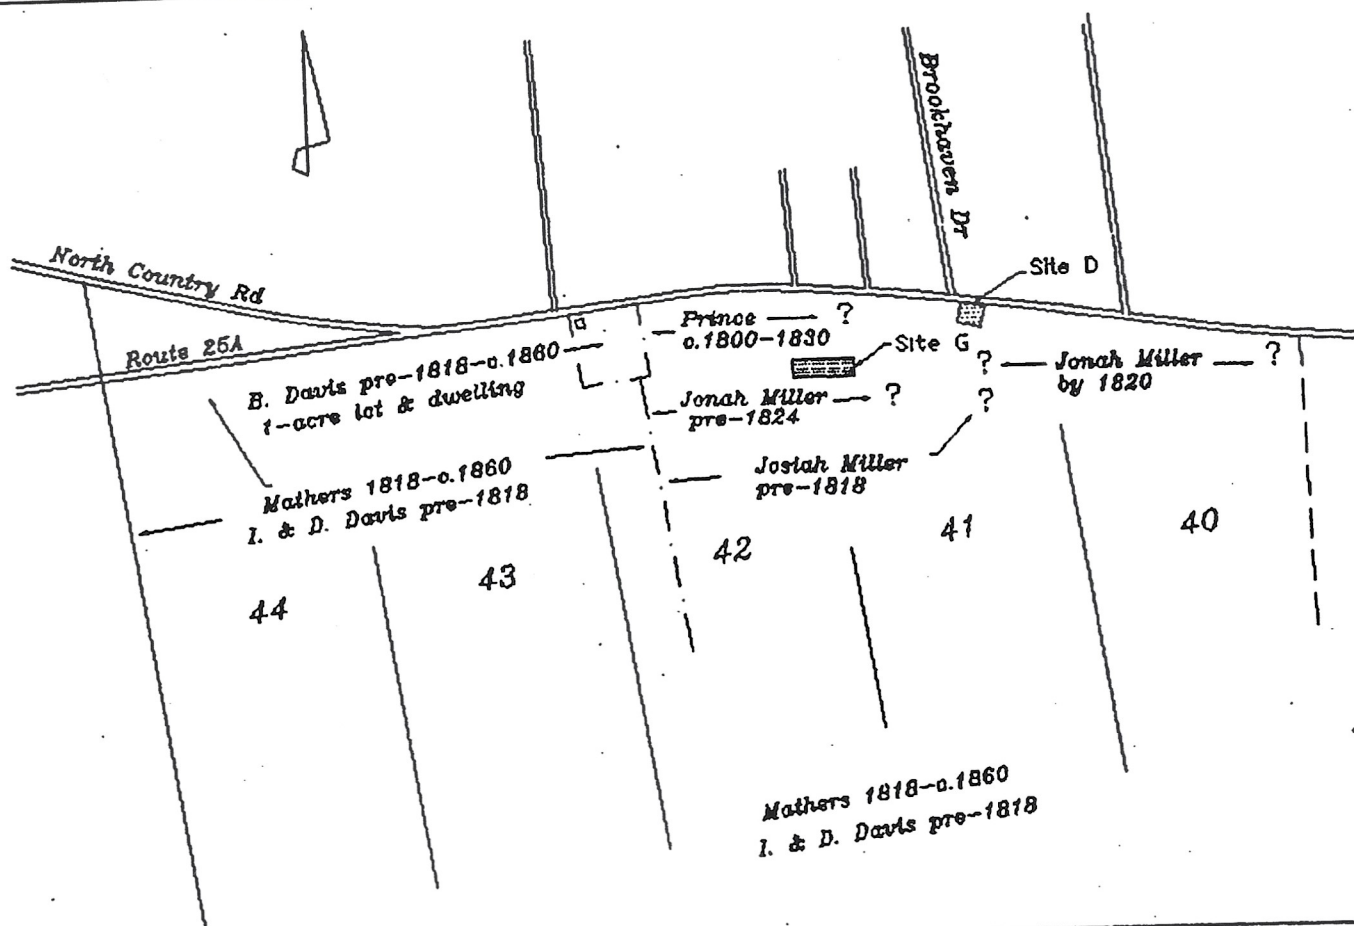 Brookhaven Dr
North Country Rd
Site D
Route 25A
Prince ?
c.1800-1830
Site G
B. Davis pre-1818-c.1860
1-acre lot & dwelling
? Jonah Miller ?
by 1820
Jonah Miller ?
pre-1824
?
Josiah Miller
pre-1818
Mathers 1818-c.1860
I. & D. Davis pre-1818
44
43
42
41
40
Mathers 1818-c.1860
I. & D. Davis pre-1818